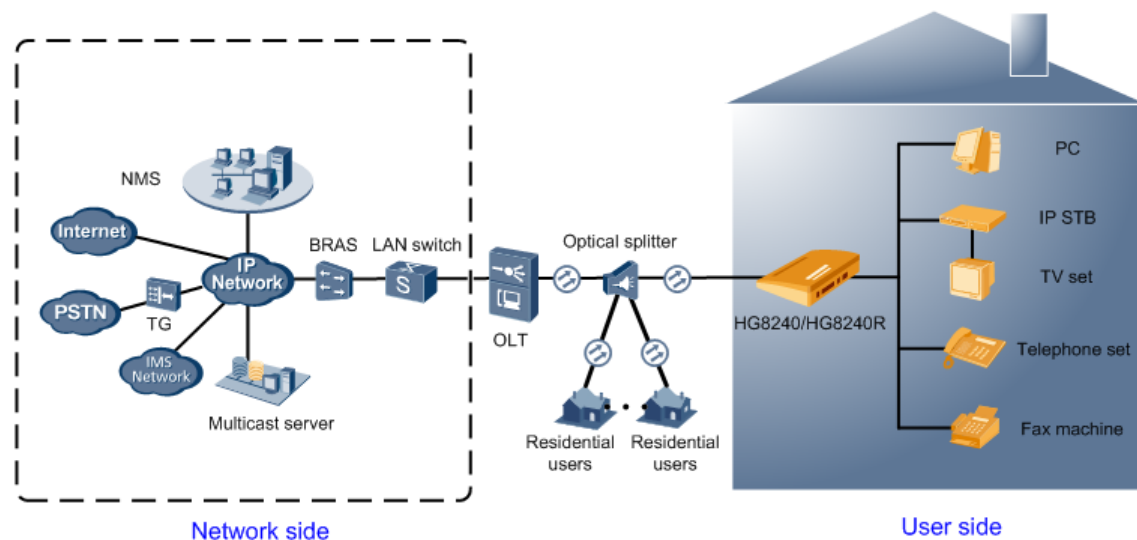 NMS
Internet
PSTN
TG
IMS
Network
IP
Network
Multicast server
BRAS
LAN switch
S
OLT
Optical splitter
Residential
users
Residential
users
HG8240/HG8240R
PC
IP STB
TV set
Telephone set
Fax machine
Network side
User side